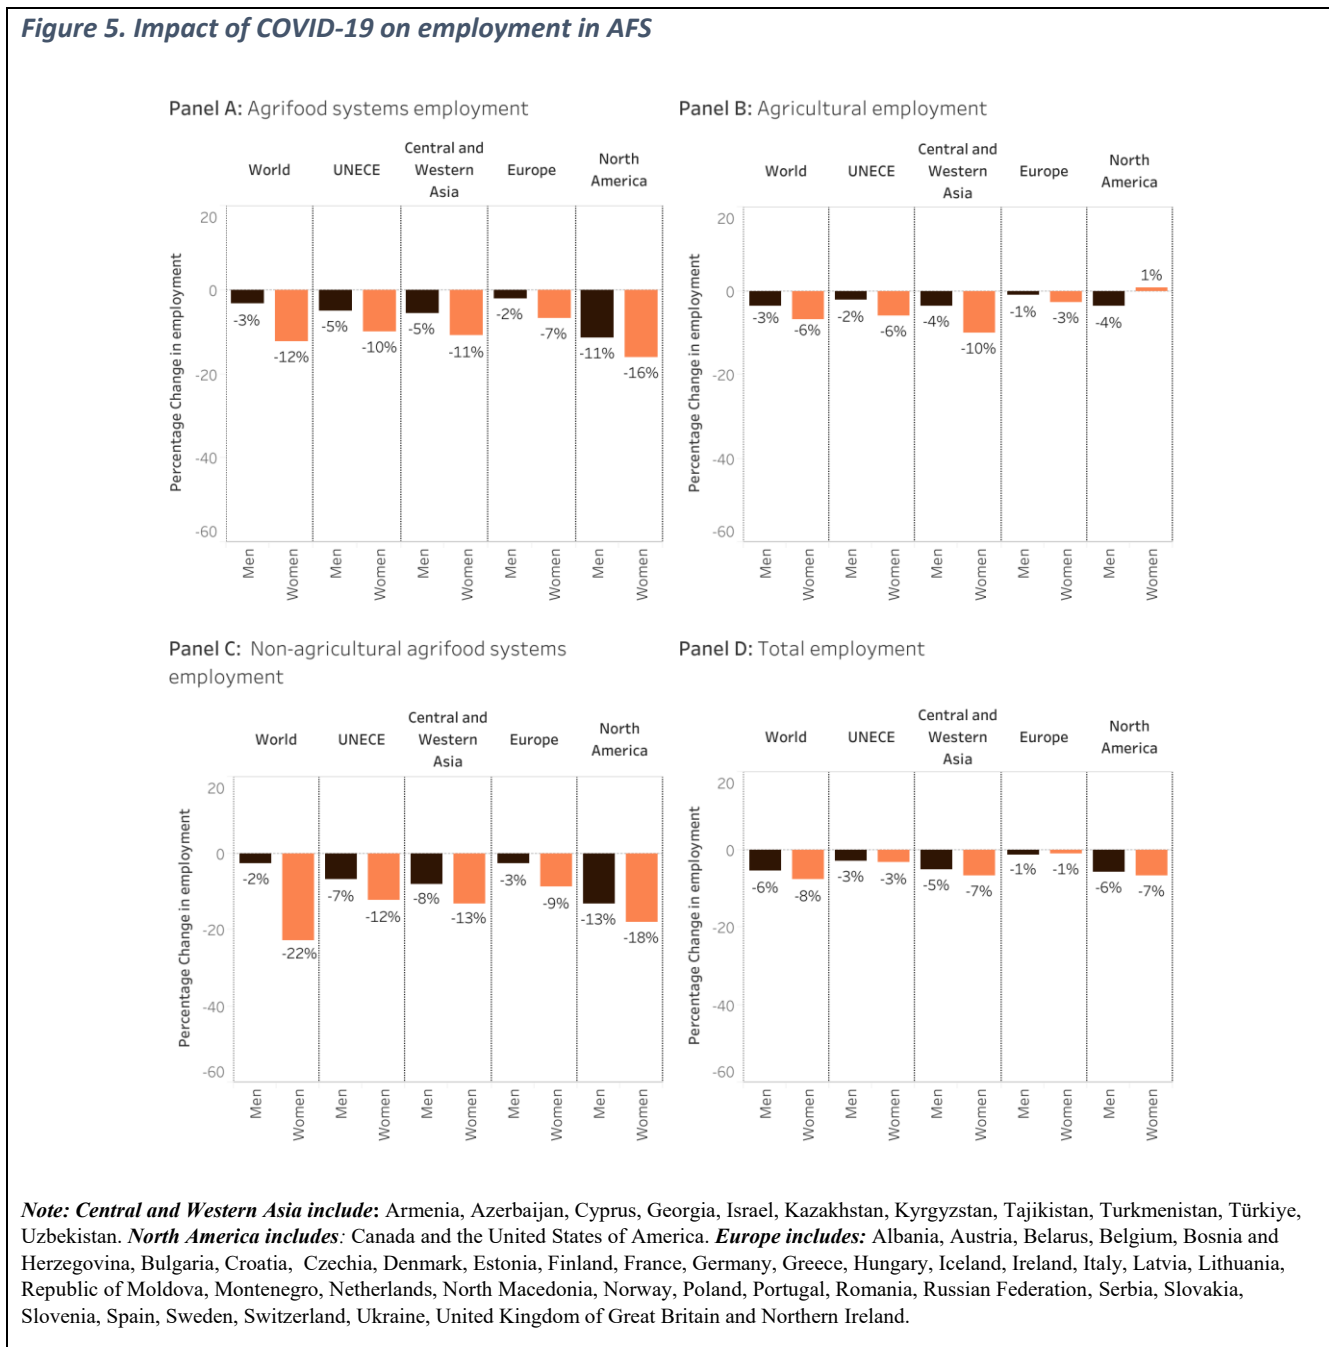 Figure 5. Impact of COVID-19 on employment in AFS
Panel A: Agrifood systems employment
World
UNECE
Central and
Western
Asia
Europe
North
America
Percentage Change in employment
20
0
-20
-40
-60
-3%
-12%
-5%
-10%
-5%
-11%
-2%
-7%
-11%
-16%
Men
Women
Men
Women
Men
Women
Men
Women
Men
Women
Panel B: Agricultural employment
World
UNECE
Central and
Western
Asia
Europe
North
America
Percentage Change in employment
20
0
-20
-40
-60
-3%
-6%
-2%
-6%
-4%
-10%
-1%
-3%
-4%
1%
Men
Women
Men
Women
Men
Women
Men
Women
Men
Women
Panel C: Non-agricultural agrifood systems
employment
World
UNECE
Central and
Western
Asia
Europe
North
America
Percentage Change in employment
20
0
-20
-40
-60
-2%
-22%
-7%
-12%
-8%
-13%
-3%
-9%
-13%
-18%
Men
Women
Men
Women
Men
Women
Men
Women
Men
Women
Panel D: Total employment
World
UNECE
Central and
Western
Asia
Europe
North
America
Percentage Change in employment
20
0
-20
-40
-60
-6%
-8%
-3%
-3%
-5%
-7%
-1%
-1%
-6%
-7%
Men
Women
Men
Women
Men
Women
Men
Women
Men
Women
Note: Central and Western Asia include: Armenia, Azerbaijan, Cyprus, Georgia, Israel, Kazakhstan, Kyrgyzstan, Tajikistan, Turkmenistan, Türkiye,
Uzbekistan. North America includes: Canada and the United States of America. Europe includes: Albania, Austria, Belarus, Belgium, Bosnia and
Herzegovina, Bulgaria, Croatia, Czechia, Denmark, Estonia, Finland, France, Germany, Greece, Hungary, Iceland, Ireland, Italy, Latvia, Lithuania,
Republic of Moldova, Montenegro, Netherlands, North Macedonia, Norway, Poland, Portugal, Romania, Russian Federation, Serbia, Slovakia,
Slovenia, Spain, Sweden, Switzerland, Ukraine, United Kingdom of Great Britain and Northern Ireland.